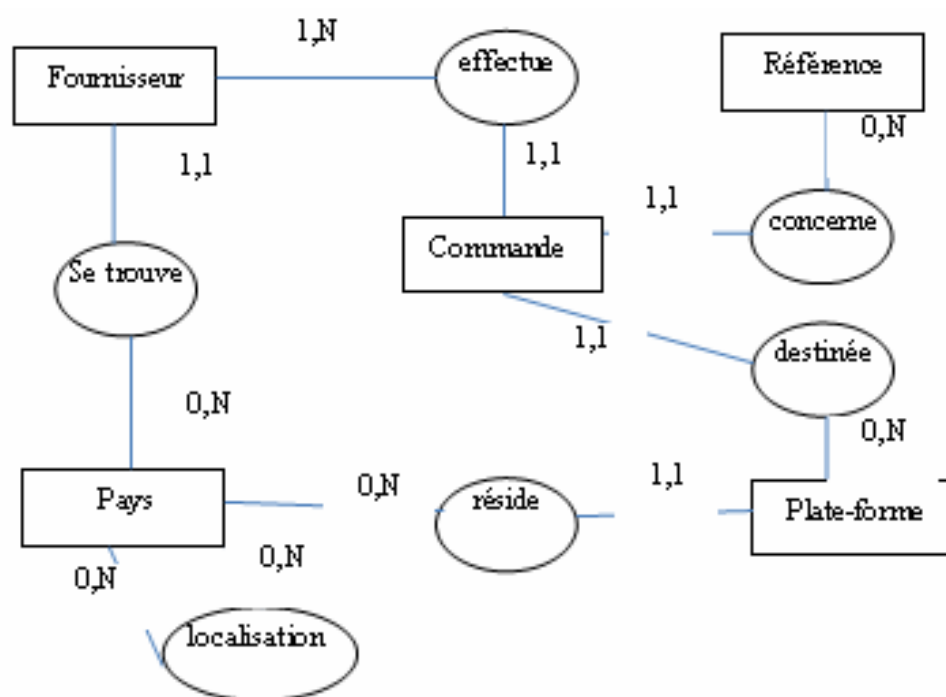 1,N
effectue
Fournisseur
Référence
0,N
1,1
1,1
1,1
concerne
Commande
Se trouve
1,1
destinée
0,N
0,N
Pays
0,N
réside
1,1
Plate-forme
0,N
0,N
localisation